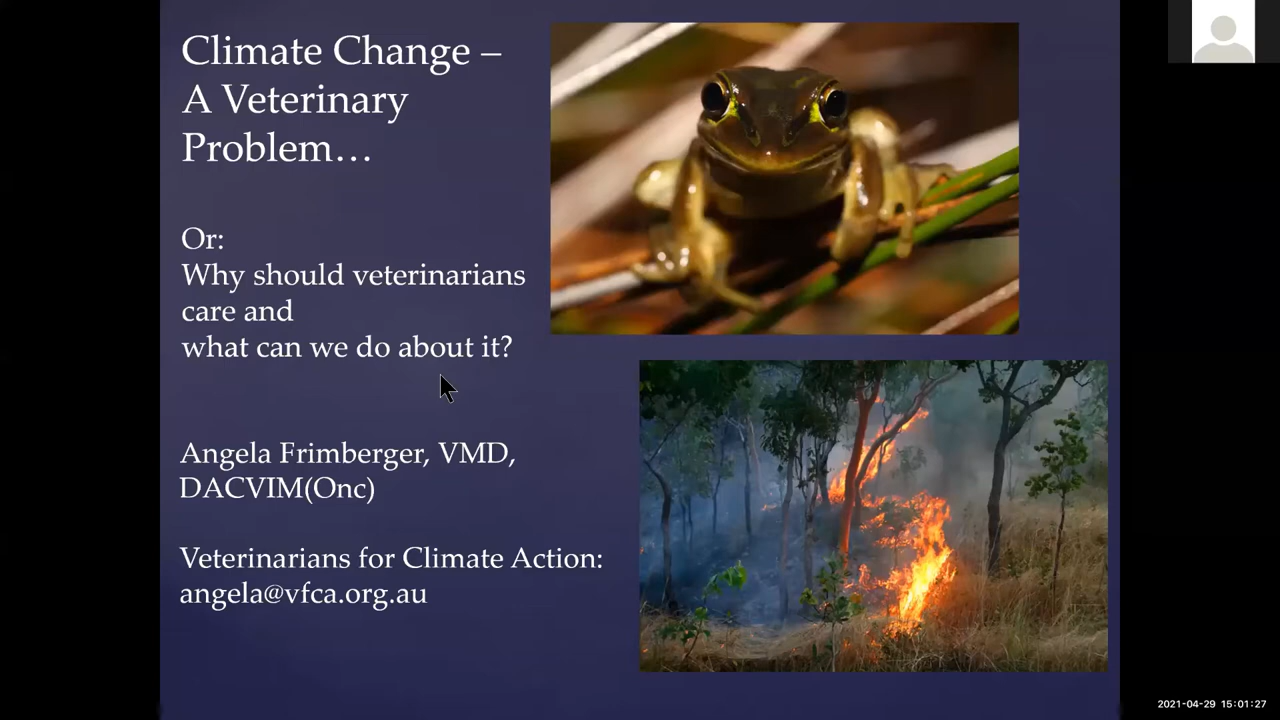 Climate Change –
A Veterinary
Problem…
Or:
Why should veterinarians
care and
what can we do about it?
Angela Frimberger, VMD,
DACVIM(Onc)
Veterinarians for Climate Action:
angela@vfca.org.au
2021-04-29 15:01:27